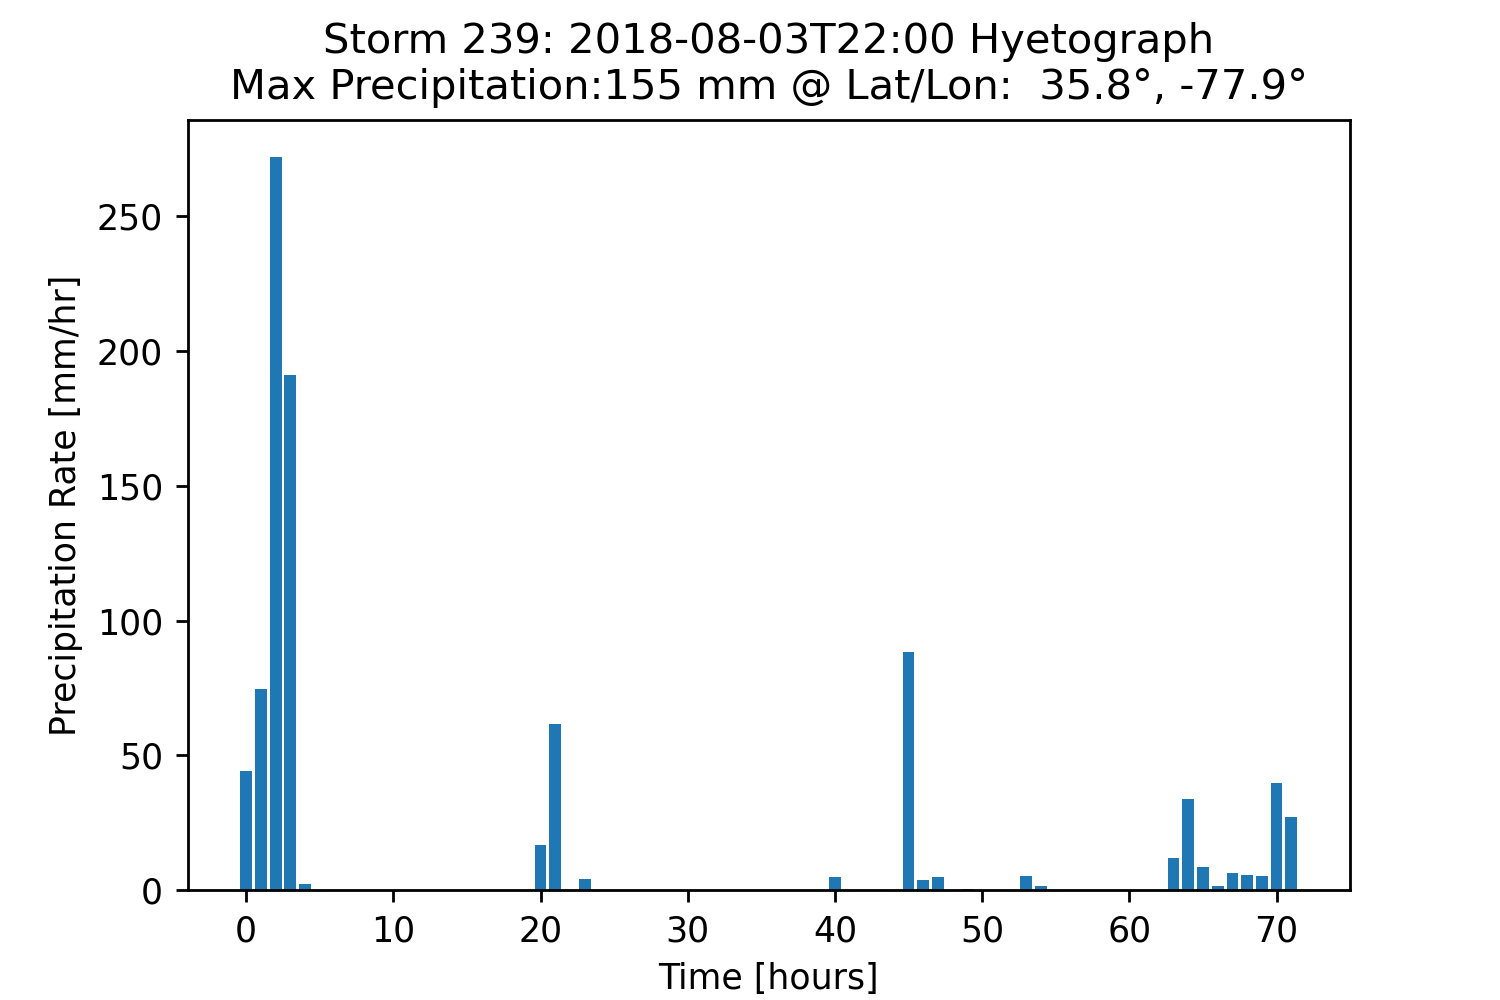 Storm 239: 2018-08-03T22:00 Hyetograph
Max Precipitation:155 mm @ Lat/Lon:  35.8°, -77.9°
Precipitation Rate [mm/hr]
250
200
150
100
50
0
0 10 20 30 40 50 60 70
Time [hours]